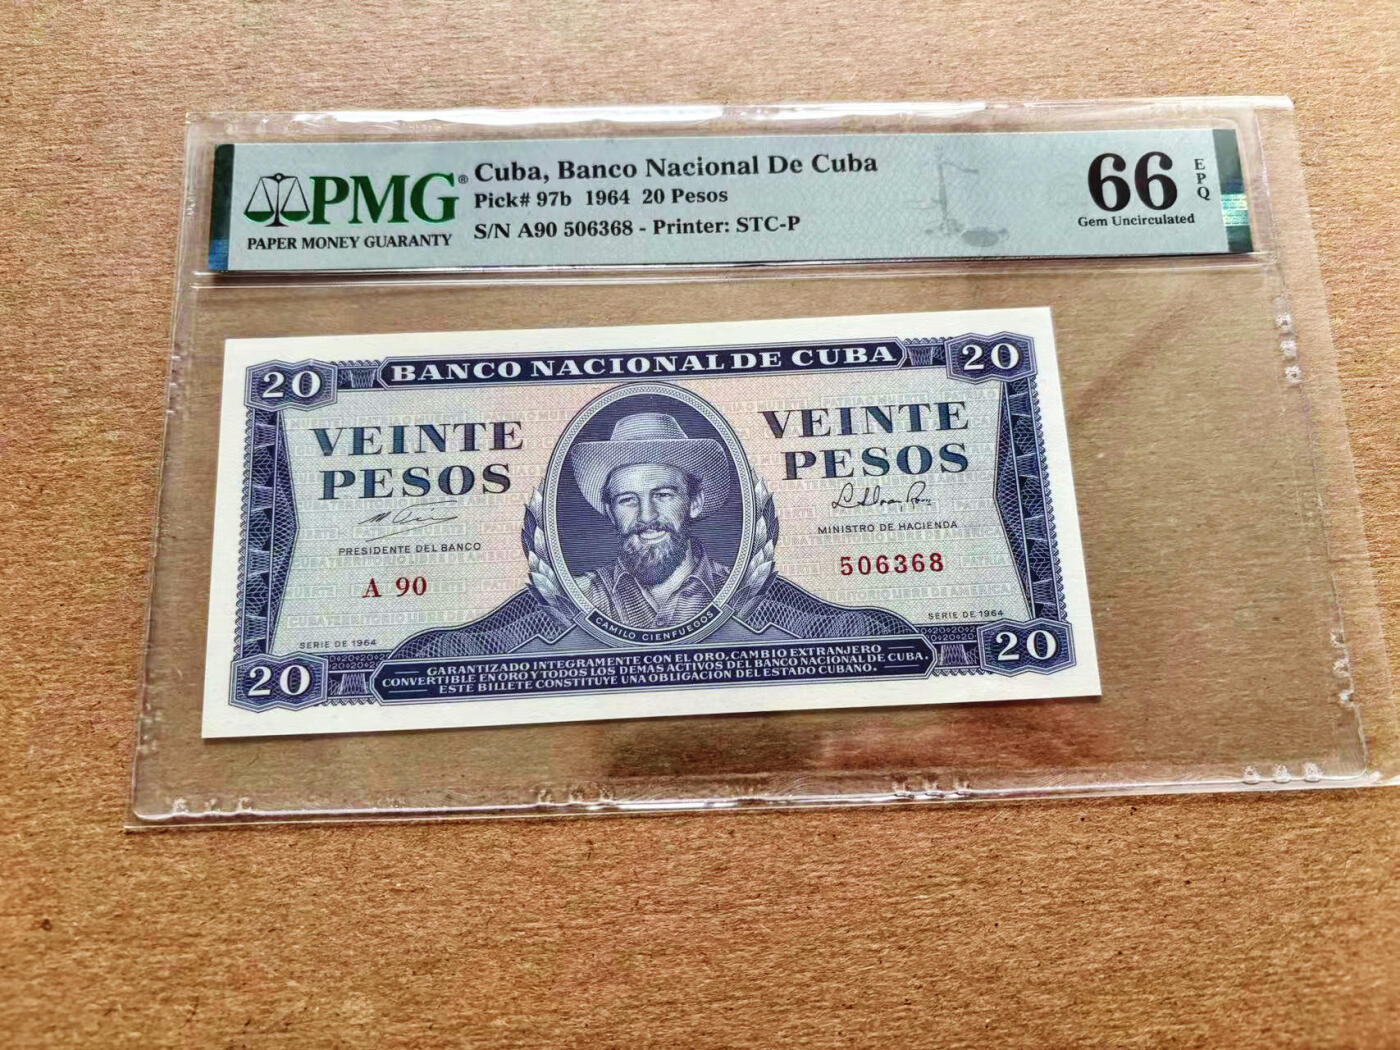 PMG®
PAPER MONEY GUARANTY
Cuba, Banco Nacional De Cuba
Pick# 97b 1964 20 Pesos
S/N A90 506368 - Printer: STC-P
66
EPQ
Gem Uncirculated
BANCO NACIONAL DE CUBA
20
20
VEINTE
PESOS
VEINTE
PESOS
PRESIDENTE DEL BANCO
MINISTRO DE HACIENDA
A 90
506368
CAMILO CIENFUEGOS
SERIE DE 1964
SERIE DE 1964
20
20
GARANTIZADO INTEGRAMENTE CON EL ORO, CAMBIO EXTRANJERO
CONVERTIBLE EN ORO Y TODOS LOS DEMAS ACTIVOS DEL BANCO NACIONAL DE CUBA.
ESTE BILLETE CONSTITUYE UNA OBLIGACION DEL ESTADO CUBANO.